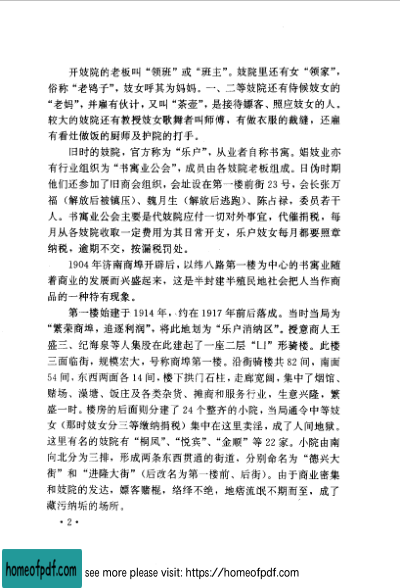 开妓院的老板叫“领班”或“班主”。妓院里还有女“领家”，
俗称“老鸨子”，妓女呼其为妈妈。一、二等妓院还有侍候妓女的
“老妈”，并雇有伙计，又叫“茶壶”，是接待嫖客、照应妓女的人。
较大的妓院还有教授妓女歌舞者叫师傅，有做衣服的裁缝，还雇
有看灶做饭的厨师及护院的打手。
旧时的妓院，官方称为“乐户”，从业者自称书寓。娼妓业亦
有行业组织为“书寓业公会”，成员由各妓院老板组成。日伪时期
他们还参加了旧商会组织，会址设在第一楼前街23号，会长张万
福（解放后被镇压）、魏月生（解放后逃跑）、陈占禄，委员若干
人。书寓业公会主要是代妓院应付一切对外事宜，代催捐税，每
月从各妓院收取一定费用为其日常开支，乐户妓女每月都要照章
纳税，逾期不交，按漏税罚处。
1904年济南商埠开辟后，以纬八路第一楼为中心的书寓业随
着商业的发展而兴盛起来，这是半封建半殖民地社会把人当作商
品的一种特有现象。
第一楼始建于1914年，约在1917年前后落成。当时当局为
“繁荣商埠，追逐利润”，将此地划为“乐户消纳区”。授意商人王
盛三、纪海泉等人集股在此建起了一座二层“LI”形骑楼。此楼
三面临街，规模宏大，号称商埠第一楼。沿街骑楼共82间，南面
54间，东西两面各14间，楼下拱门石柱，走廊宽阔，集中了烟馆、
赌场、澡塘、饭庄及各类杂货、摊商和服务行业，生意兴隆，繁
盛一时。楼房的后面则分建了24个整齐的小院，当局通令中等妓
女（那时妓女分三等缴纳捐税）集中在这里卖淫，成了人间地狱。
这里有名的妓院有“桐凤”、“悦宾”、“金顺”等22家。小院由南
向北分为三排，形成两条东西贯通的街道，分别命名为“德兴大
街”和“进隆大街”（后改名为第一楼前、后街）。由于商业密集
和妓院的发达，嫖客赌棍，络绎不绝，地痞流氓不期而至，成了
藏污纳垢的场所。
·2·
homeofpdf.com
see more please visit: https://homeofpdf.com